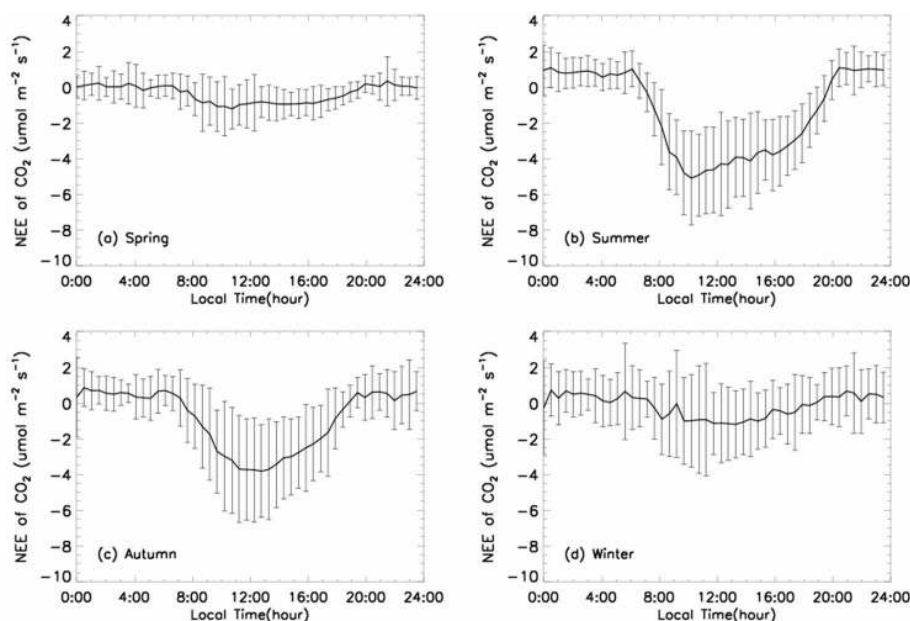 NEE of CO₂ (umol m⁻² s⁻¹)
4
2
0
−2
−4
−6
−8
−10
(a) Spring
0:00 4:00 8:00 12:00 16:00 20:00 24:00
Local Time(hour)
NEE of CO₂ (umol m⁻² s⁻¹)
4
2
0
−2
−4
−6
−8
−10
(b) Summer
0:00 4:00 8:00 12:00 16:00 20:00 24:00
Local Time(hour)
NEE of CO₂ (umol m⁻² s⁻¹)
4
2
0
−2
−4
−6
−8
−10
(c) Autumn
0:00 4:00 8:00 12:00 16:00 20:00 24:00
Local Time(hour)
NEE of CO₂ (umol m⁻² s⁻¹)
4
2
0
−2
−4
−6
−8
−10
(d) Winter
0:00 4:00 8:00 12:00 16:00 20:00 24:00
Local Time(hour)